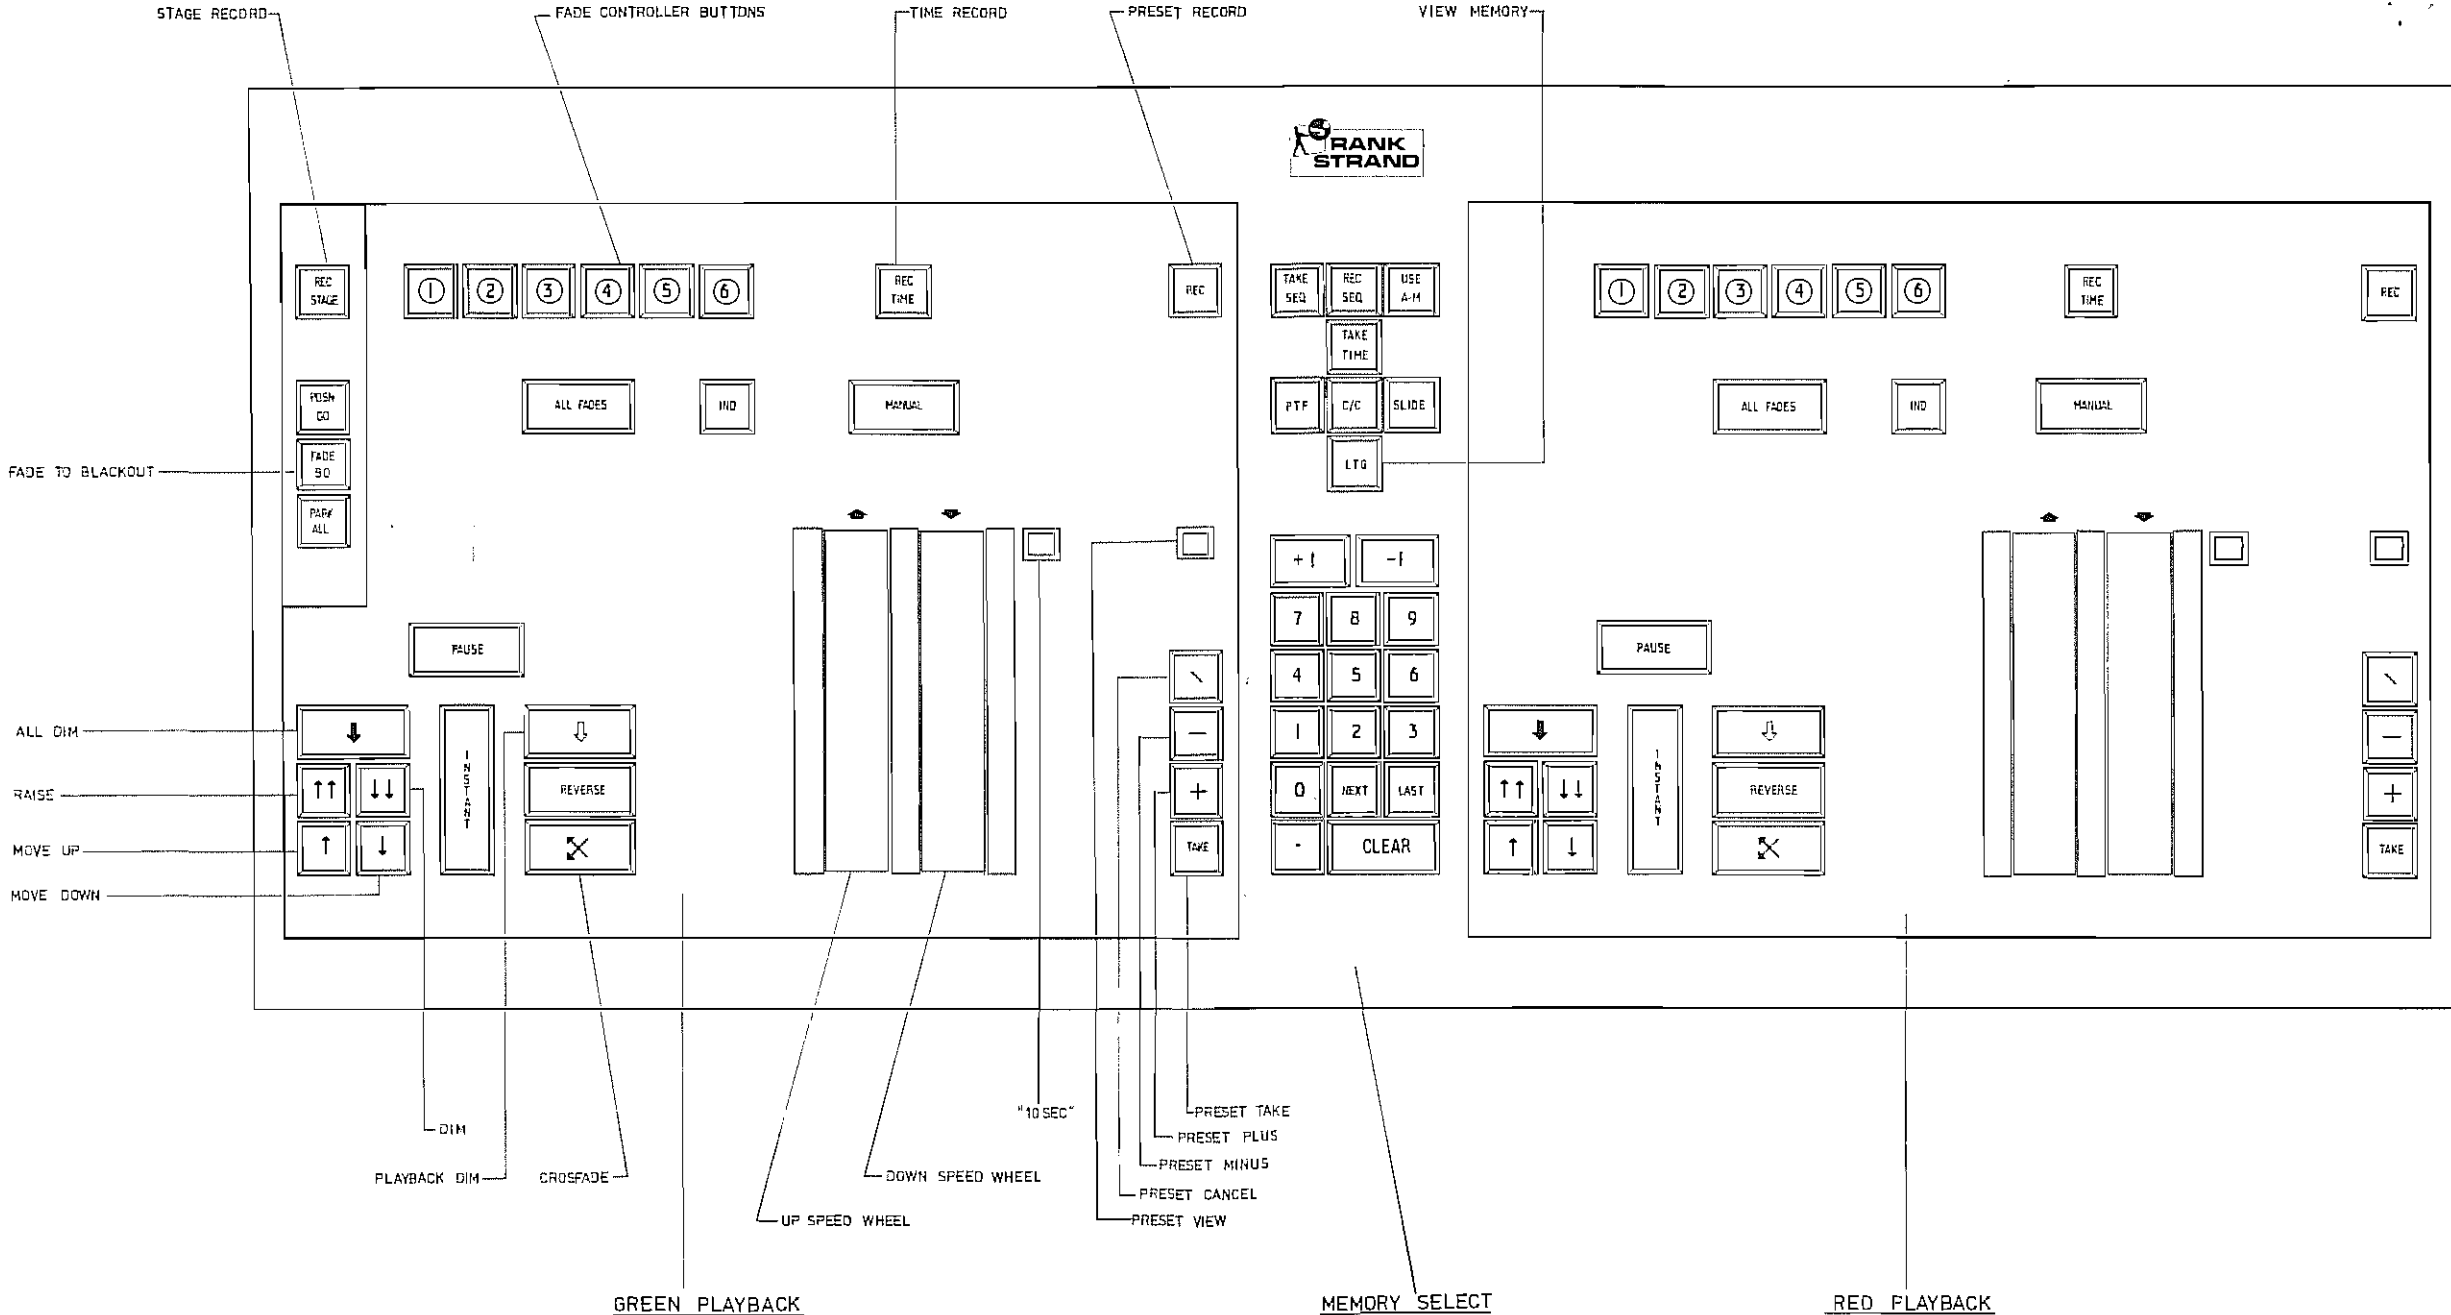 STAGE RECORD
FADE CONTROLLER BUTTONS
TIME RECORD
PRESET RECORD
VIEW MEMORY
RANK
STRAND
REC
STAGE
1 2 3 4 5 6
REC
TIME
REC
TAKE
SEQ
REC
SEQ
USE
A-M
1 2 3 4 5 6
REC
TIME
REC
TAKE
TIME
POSN
GO
ALL FADES
IND
MANUAL
PTF
C/C
SLIDE
ALL FADES
IND
MANUAL
FADE TO BLACKOUT
FADE
BO
LTG
PARK
ALL
+1
-1
7 8 9
PAUSE
PAUSE
4 5 6
\
\
ALL DIM
↓
⇩
−
1 2 3
↓
⇩
−
INSTANT
INSTANT
RAISE
↑↑ ↓↓
REVERSE
+
0 NEXT LAST
↑↑ ↓↓
REVERSE
+
MOVE UP
↑ ↓
TAKE
. CLEAR
↑ ↓
TAKE
MOVE DOWN
DIM
PLAYBACK DIM
CROSFADE
UP SPEED WHEEL
DOWN SPEED WHEEL
"10 SEC"
PRESET TAKE
PRESET PLUS
PRESET MINUS
PRESET CANCEL
PRESET VIEW
GREEN PLAYBACK
MEMORY SELECT
RED PLAYBACK